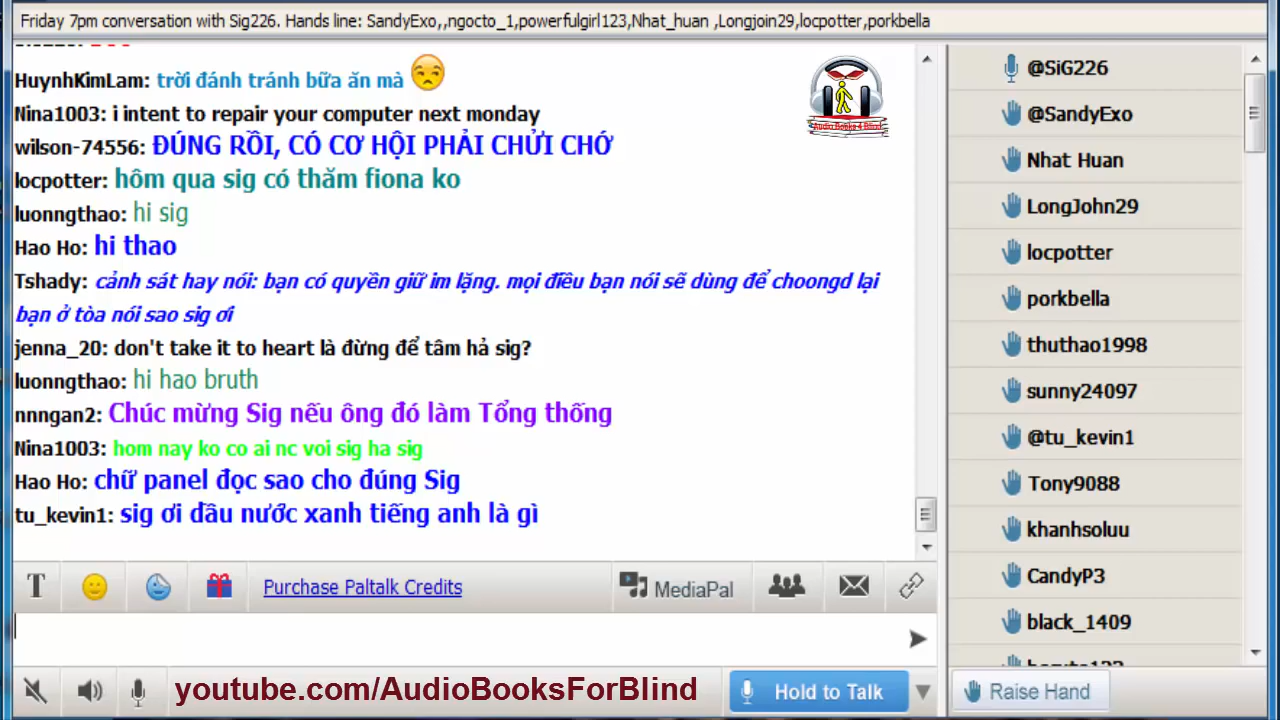 Friday 7pm conversation with Sig226. Hands line: SandyExo,,ngocto_1,powerfulgirl123,Nhat_huan ,Longjoin29,locpotter,porkbella
HuynhKimLam: trời đánh tránh bữa ăn mà
Nina1003: i intent to repair your computer next monday
wilson-74556: ĐÚNG RỒI, CÓ CƠ HỘI PHẢI CHỬI CHỚ
locpotter: hôm qua sig có thăm fiona ko
luonngthao: hi sig
Hao Ho: hi thao
Tshady: cảnh sát hay nói: bạn có quyền giữ im lặng. mọi điều bạn nói sẽ dùng để choongd lại
bạn ở tòa nói sao sig ơi
jenna_20: don't take it to heart là đừng để tâm hả sig?
luonngthao: hi hao bruth
nnngan2: Chúc mừng Sig nếu ông đó làm Tổng thống
Nina1003: hom nay ko co ai nc voi sig ha sig
Hao Ho: chữ panel đọc sao cho đúng Sig
tu_kevin1: sig ơi dầu nước xanh tiếng anh là gì
Audio Books 4 Blind
T
Purchase Paltalk Credits
MediaPal
youtube.com/AudioBooksForBlind
Hold to Talk
@SiG226
@SandyExo
Nhat Huan
LongJohn29
locpotter
porkbella
thuthao1998
sunny24097
@tu_kevin1
Tony9088
khanhsoluu
CandyP3
black_1409
Raise Hand